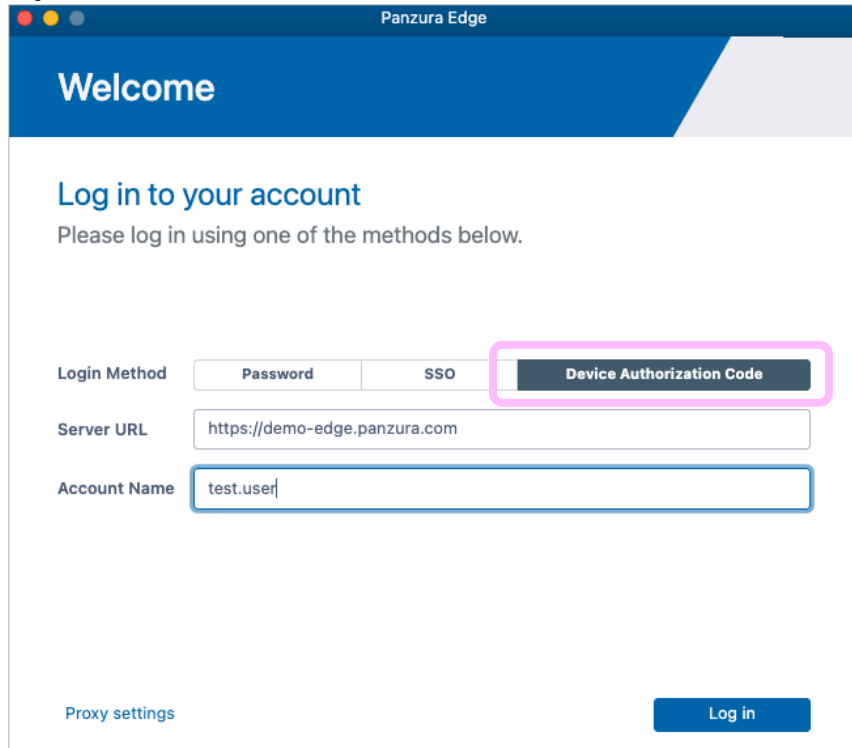 Panzura Edge
Welcome
Log in to your account
Please log in using one of the methods below.
Login Method Password SSO Device Authorization Code
Server URL https://demo-edge.panzura.com
Account Name test.user
Proxy settings Log in